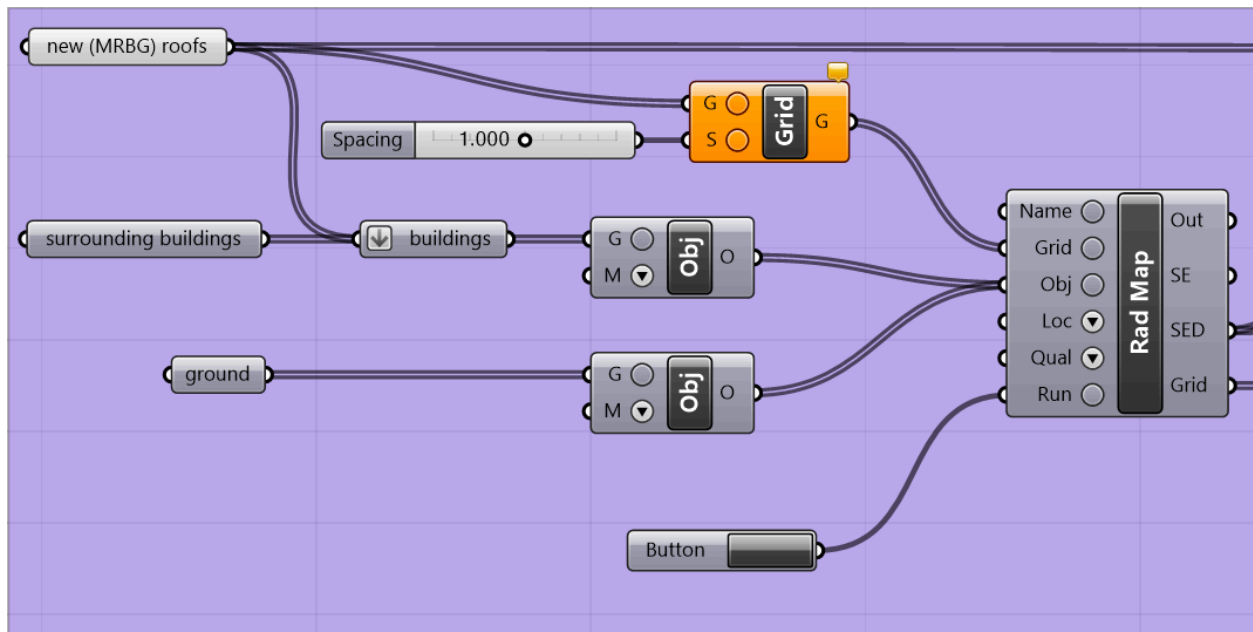 new (MRBG) roofs
G
S
Grid
G
Spacing
1.000
surrounding buildings
buildings
G
M
Obj
O
Name
Grid
Obj
Loc
Qual
Run
Rad Map
Out
SE
SED
Grid
ground
G
M
Obj
O
Button